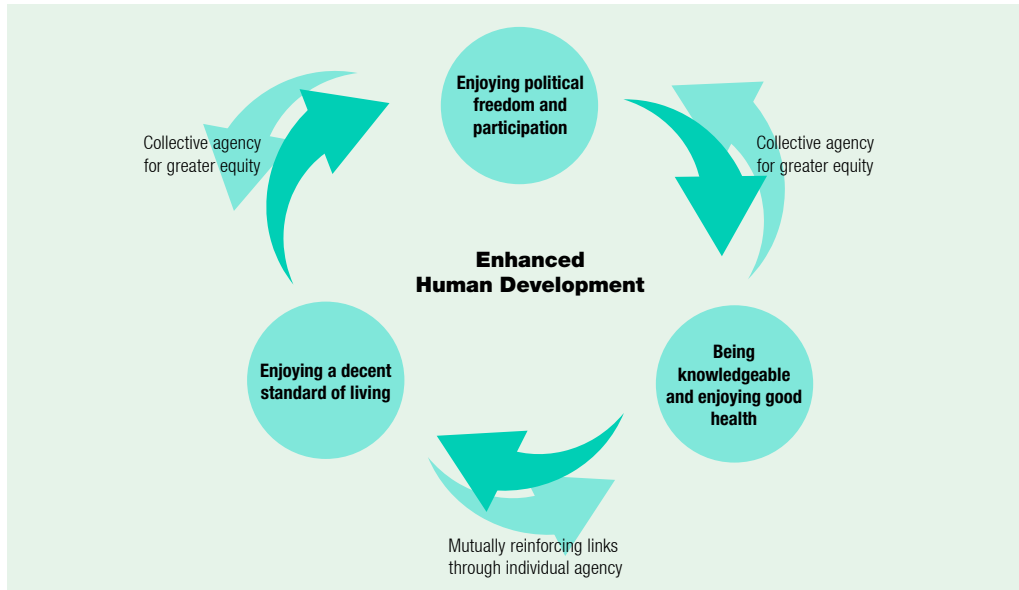 Enjoying political
freedom and
participation
Collective agency
for greater equity
Collective agency
for greater equity
Enhanced
Human Development
Enjoying a decent
standard of living
Being
knowledgeable
and enjoying good
health
Mutually reinforcing links
through individual agency